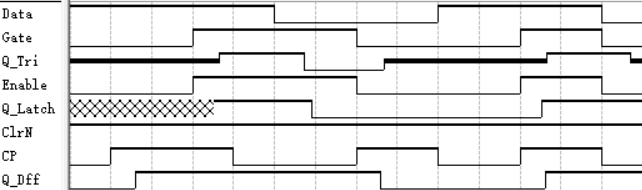 Data
Gate
Q_Tri
Enable
Q_Latch
ClrN
CP
Q_Dff